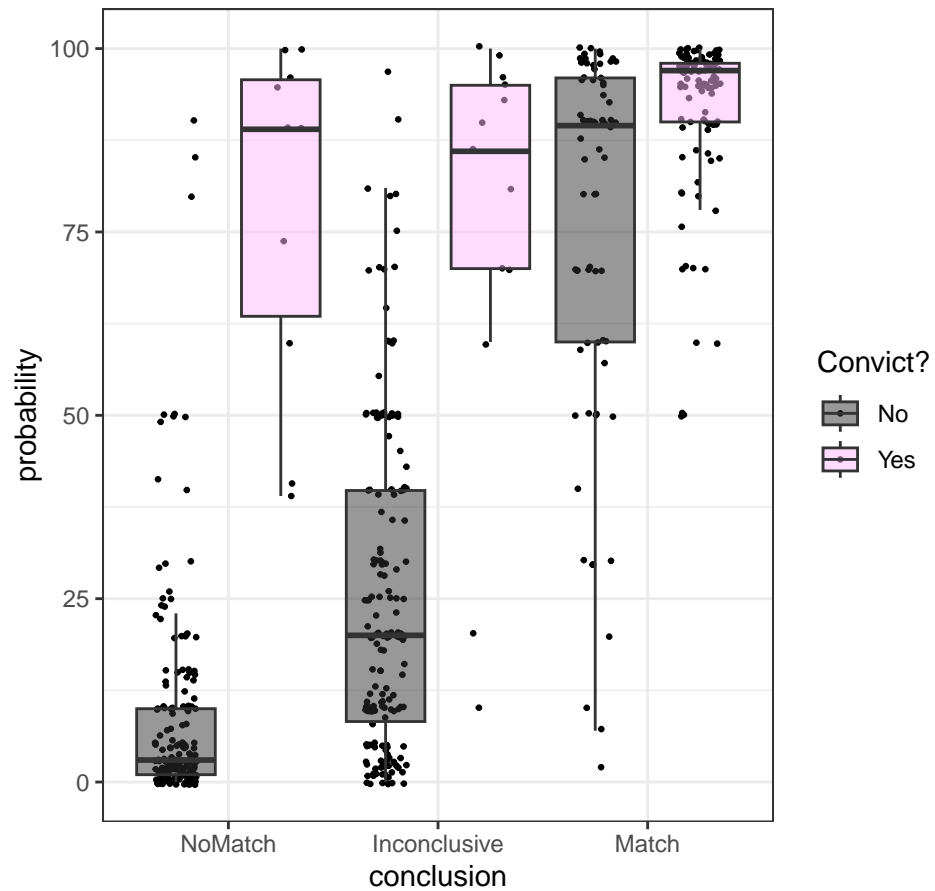 100
75
50
25
0
probability
NoMatch
Inconclusive
Match
conclusion
Convict?
No
Yes